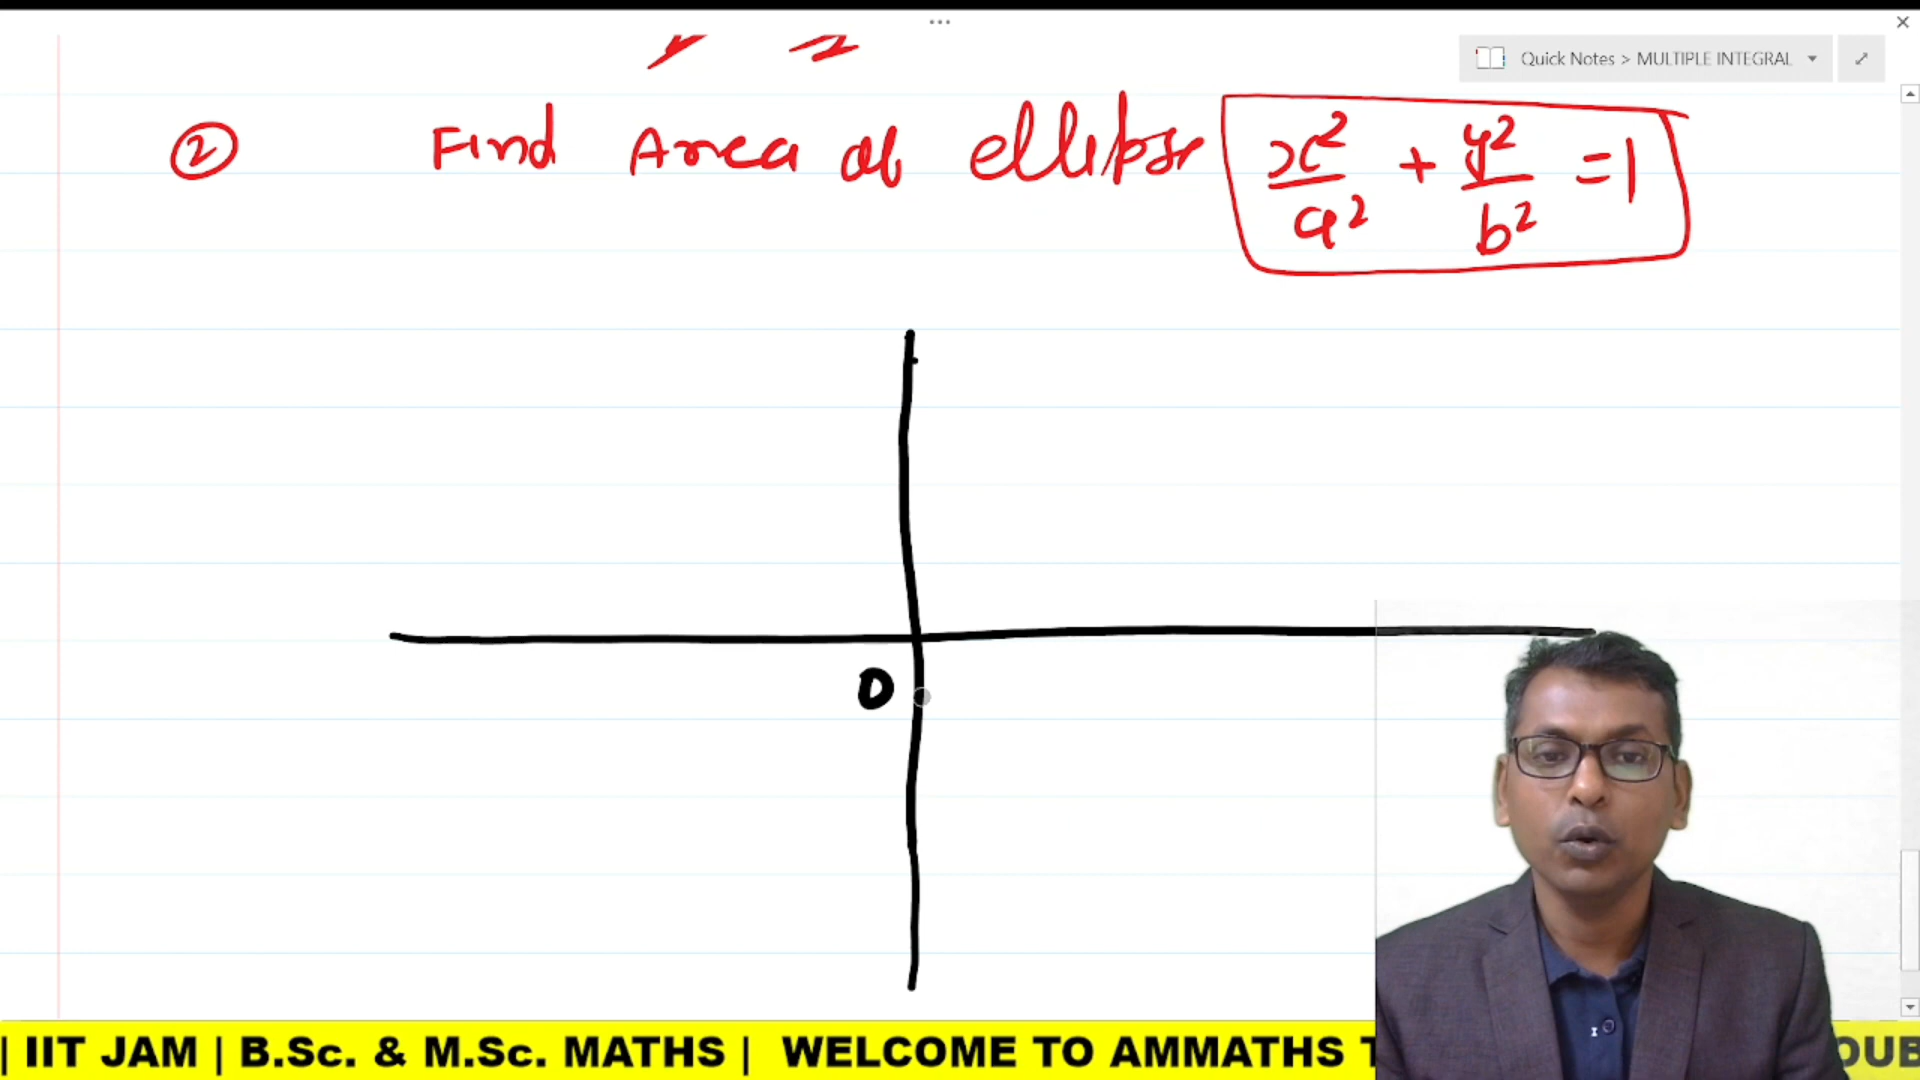 Quick Notes > MULTIPLE INTEGRAL
② Find Area of ellipse x²/a² + y²/b² = 1
O
| IIT JAM | B.Sc. & M.Sc. MATHS | WELCOME TO AMMATHS T OUB